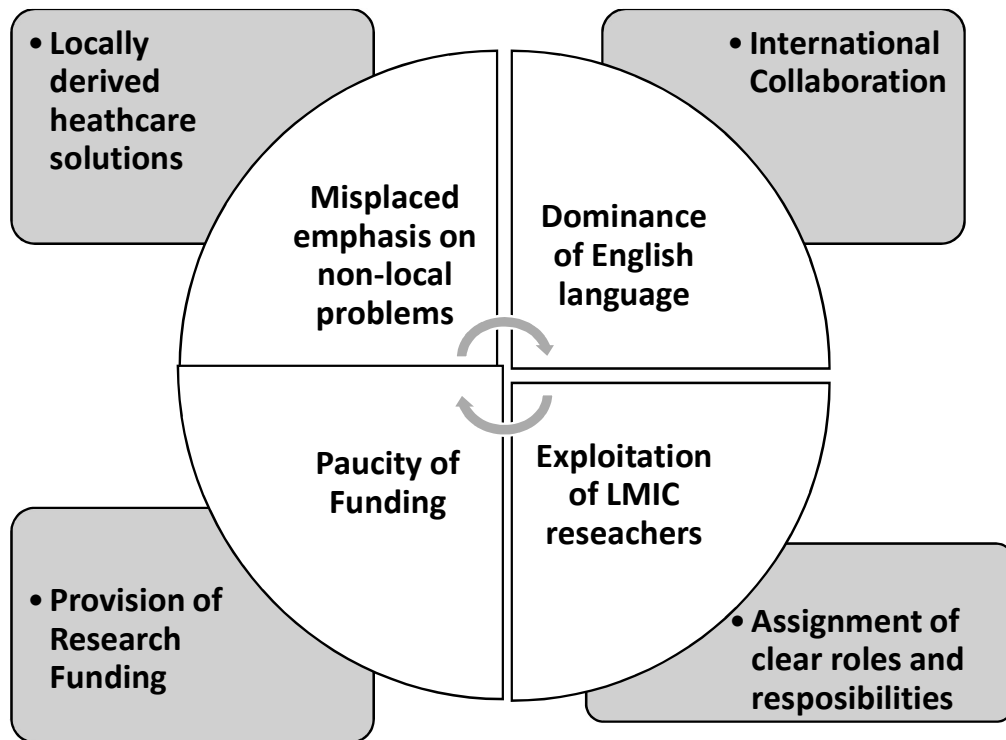 • Locally
derived
heathcare
solutions
• International
Collaboration
Misplaced
emphasis on
non-local
problems
Dominance
of English
language
Paucity of
Funding
Exploitation
of LMIC
reseachers
• Provision of
Research
Funding
• Assignment of
clear roles and
resposibilities